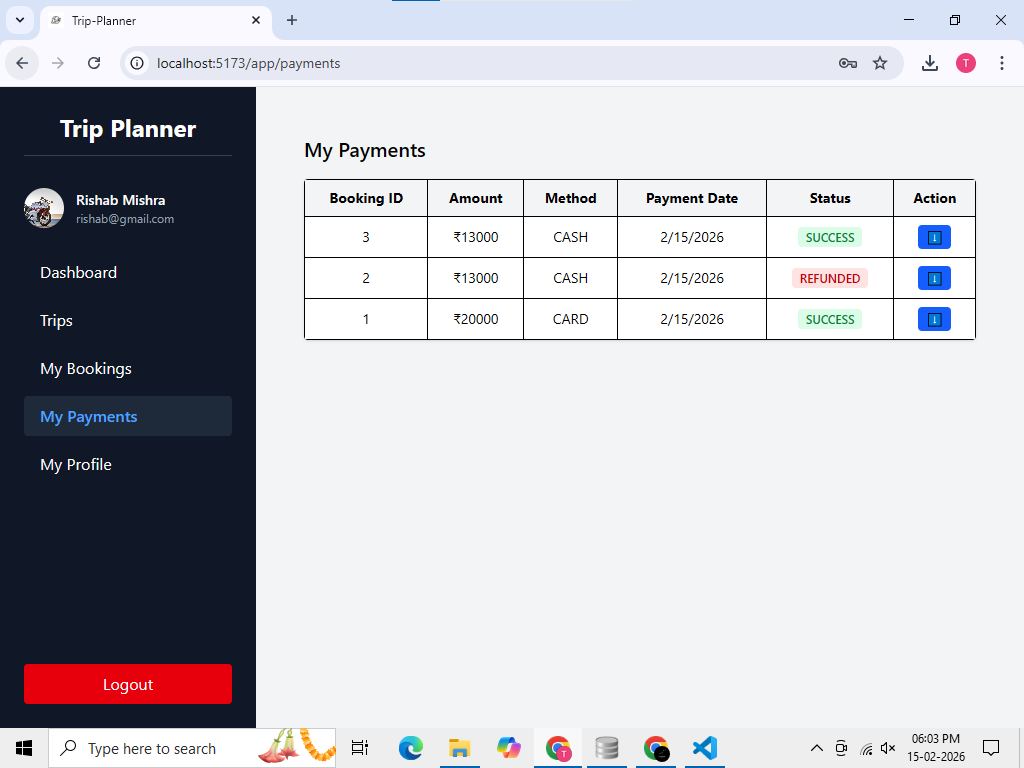 Trip-Planner
localhost:5173/app/payments
T
Trip Planner
Rishab Mishra
rishab@gmail.com
Dashboard
Trips
My Bookings
My Payments
My Profile
Logout
My Payments
Booking ID Amount Method Payment Date Status Action
3 ₹13000 CASH 2/15/2026 SUCCESS
2 ₹13000 CASH 2/15/2026 REFUNDED
1 ₹20000 CARD 2/15/2026 SUCCESS
Type here to search
T
06:03 PM
15-02-2026